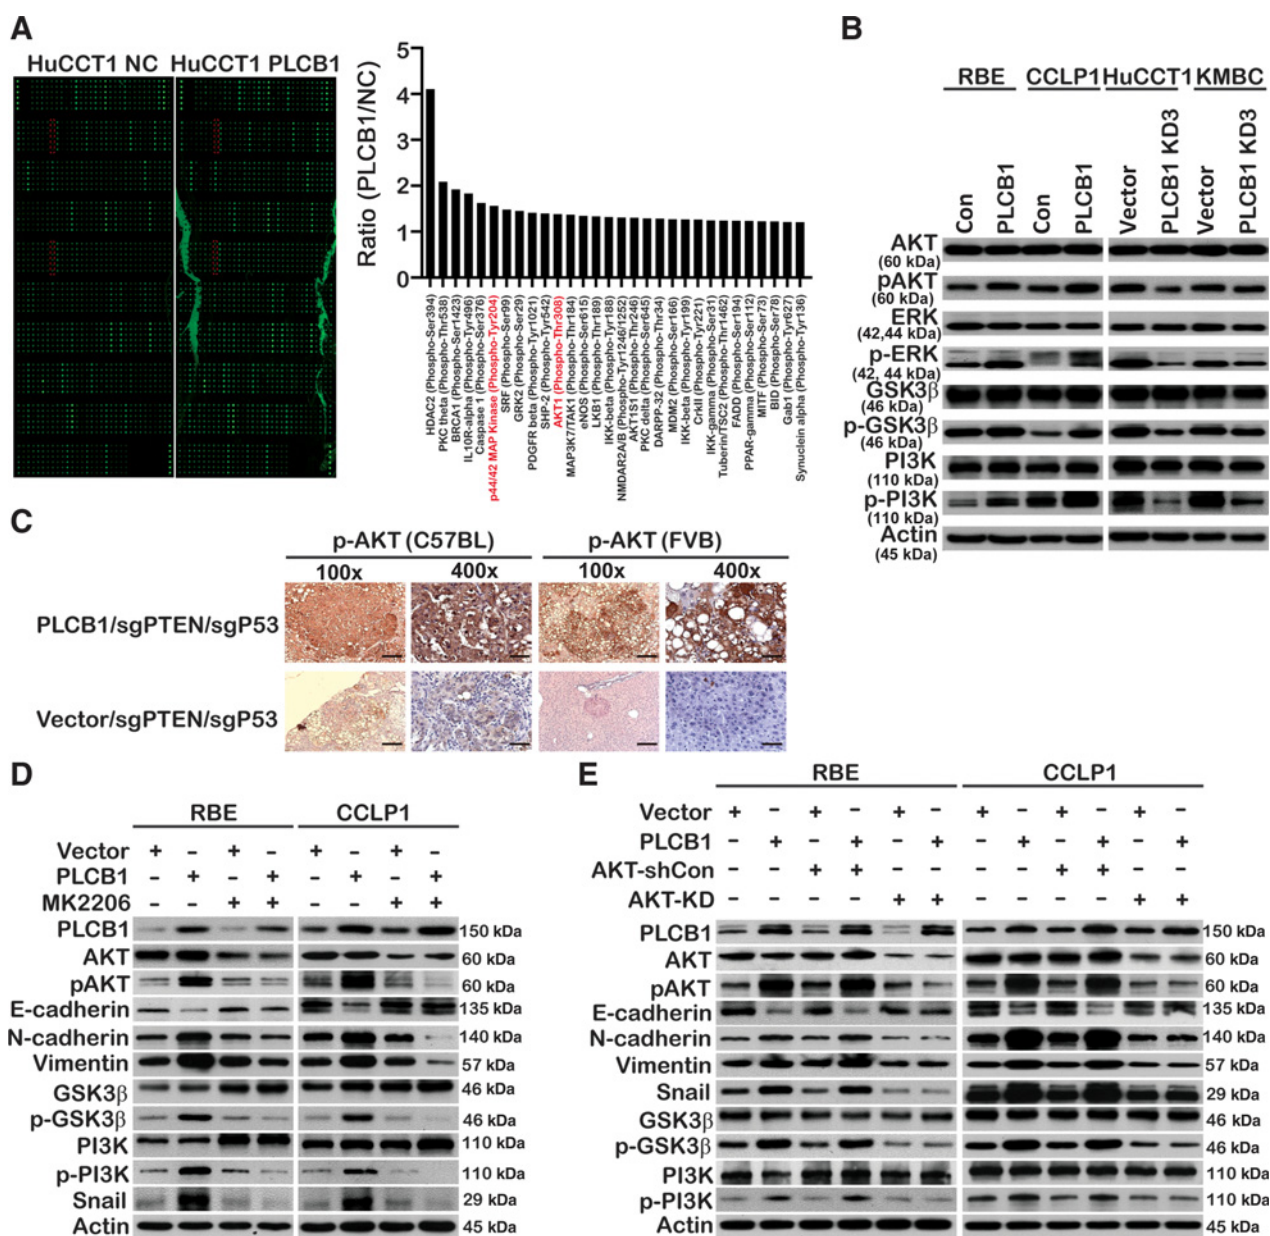 A
HuCCT1 NC HuCCT1 PLCB1
Ratio (PLCB1/NC)
5
4
3
2
1
0
HDAC2 (Phospho-Ser394)
PKC theta (Phospho-Thr538)
BRCA1 (Phospho-Ser1423)
IL10R-alpha (Phospho-Tyr496)
Caspase 1 (Phospho-Ser376)
p44/42 MAP Kinase (Phospho-Tyr204)
SRF (Phospho-Ser99)
GRK2 (Phospho-Ser29)
PDGFR beta (Phospho-Tyr1021)
SHP-2 (Phospho-Tyr542)
AKT1 (Phospho-Thr308)
MAP3K7/TAK1 (Phospho-Thr184)
eNOS (Phospho-Ser615)
LKB1 (Phospho-Thr189)
IKK-beta (Phospho-Tyr188)
NMDAR2A/B (Phospho-Tyr1246/1252)
AKT1S1 (Phospho-Thr246)
PKC delta (Phospho-Ser645)
DARPP-32 (Phospho-Thr34)
MDM2 (Phospho-Ser166)
IKK-beta (Phospho-Tyr199)
CrkII (Phospho-Tyr221)
IKK-gamma (Phospho-Ser31)
Tuberin/TSC2 (Phospho-Thr1462)
FADD (Phospho-Ser194)
PPAR-gamma (Phospho-Ser112)
MITF (Phospho-Ser73)
BID (Phospho-Ser78)
Gab1 (Phospho-Tyr627)
Synuclein alpha (Phospho-Tyr136)
B
RBE CCLP1 HuCCT1 KMBC
Con PLCB1 Con PLCB1 Vector PLCB1 KD3 Vector PLCB1 KD3
AKT
(60 kDa)
pAKT
(60 kDa)
ERK
(42,44 kDa)
p-ERK
(42, 44 kDa)
GSK3β
(46 kDa)
p-GSK3β
(46 kDa)
PI3K
(110 kDa)
p-PI3K
(110 kDa)
Actin
(45 kDa)
C
p-AKT (C57BL) p-AKT (FVB)
100x 400x 100x 400x
PLCB1/sgPTEN/sgP53
Vector/sgPTEN/sgP53
D
RBE CCLP1
Vector + - + - + - + -
PLCB1 - + - + - + - +
MK2206 - - + + - - + +
PLCB1 150 kDa
AKT 60 kDa
pAKT 60 kDa
E-cadherin 135 kDa
N-cadherin 140 kDa
Vimentin 57 kDa
GSK3β 46 kDa
p-GSK3β 46 kDa
PI3K 110 kDa
p-PI3K 110 kDa
Snail 29 kDa
Actin 45 kDa
E
RBE CCLP1
Vector + - + - + - + - + - + -
PLCB1 - + - + - + - + - + - +
AKT-shCon - - + + - - - - + + - -
AKT-KD - - - - + + - - - - + +
PLCB1 150 kDa
AKT 60 kDa
pAKT 60 kDa
E-cadherin 135 kDa
N-cadherin 140 kDa
Vimentin 57 kDa
Snail 29 kDa
GSK3β 46 kDa
p-GSK3β 46 kDa
PI3K 110 kDa
p-PI3K 110 kDa
Actin 45 kDa